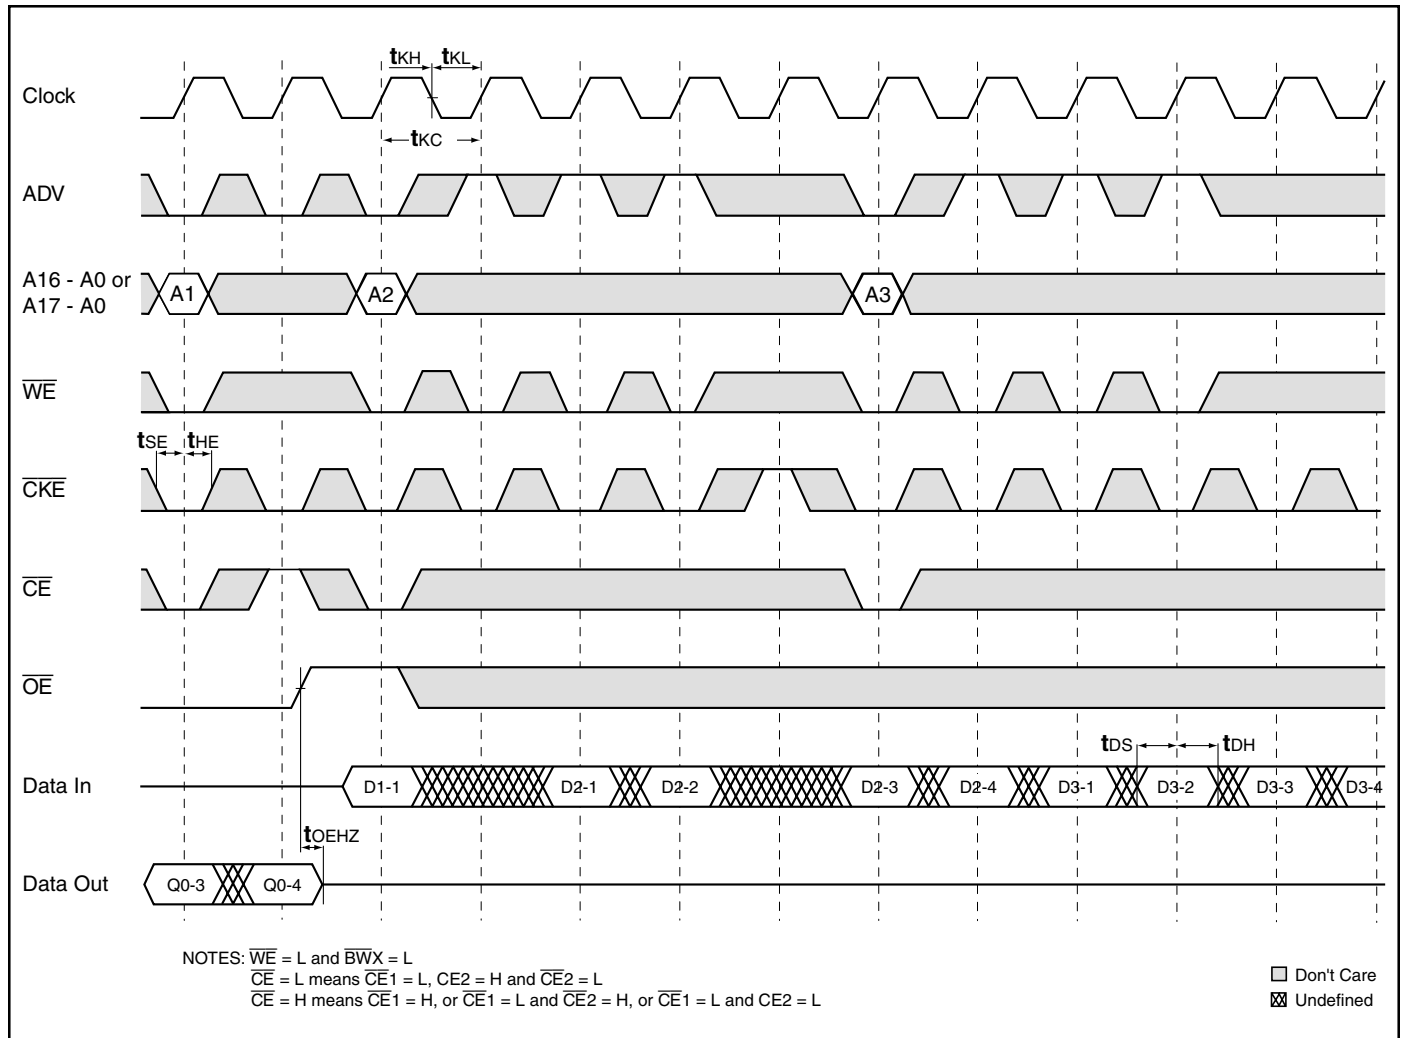 tKH tKL
Clock
tKC
ADV
A16 - A0 or
A17 - A0
A1 A2 A3
WE
tSE tHE
CKE
CE
OE
tDS tDH
Data In D1-1 D2-1 D2-2 D2-3 D2-4 D3-1 D3-2 D3-3 D3-4
tOEHZ
Data Out Q0-3 Q0-4
NOTES: WE = L and BWX = L
CE = L means CE1 = L, CE2 = H and CE2 = L
CE = H means CE1 = H, or CE1 = L and CE2 = H, or CE1 = L and CE2 = L
Don't Care
Undefined